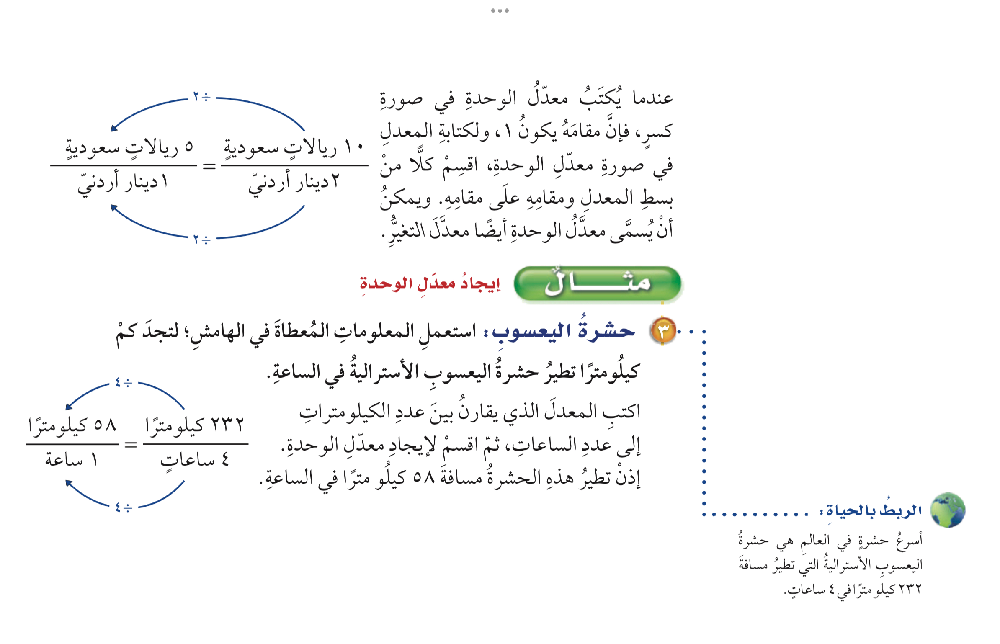 عندما يُكتَبُ معدّلُ الوحدةِ في صورةِ
كسرٍ، فإنَّ مقامَهُ يكونُ ١، ولكتابةِ المعدلِ
في صورةِ معدّلِ الوحدةِ، اقسِمْ كلًّا منْ
بسطِ المعدلِ ومقامِهِ علَى مقامِهِ. ويمكنُ
أنْ يُسمَّى معدَّلُ الوحدةِ أيضًا معدَّلَ التغيرُّ.
÷٢
١٠ ريالاتٍ سعوديةٍ = ٥ ريالاتٍ سعوديةٍ
٢دينار أردنيّ ١دينار أردنيّ
÷٢
مثــالٌ إيجادُ معدَلِ الوحدةِ
٣ حشرةُ اليعسوبِ: استعملِ المعلوماتِ المُعطاةَ في الهامشِ؛ لتجدَ كمْ
كيلُومترًا تطيرُ حشرةُ اليعسوبِ الأستراليةُ في الساعةِ.
اكتبِ المعدلَ الذي يقارنُ بينَ عددِ الكيلومتراتِ
إلى عددِ الساعاتِ، ثمّ اقسمْ لإيجادِ معدّلِ الوحدةِ.
إذنْ تطيرُ هذهِ الحشرةُ مسافةَ ٥٨ كيلُو مترًا في الساعةِ.
÷٤
٢٣٢ كيلومترًا = ٥٨ كيلومترًا
٤ ساعاتٍ ١ ساعة
÷٤
الربطُ بالحياةِ:
أسرعُ حشرةٍ في العالمِ هي حشرةُ
اليعسوبِ الأستراليةُ التي تطيرُ مسافةَ
٢٣٢ كيلومترًا في ٤ ساعاتٍ.